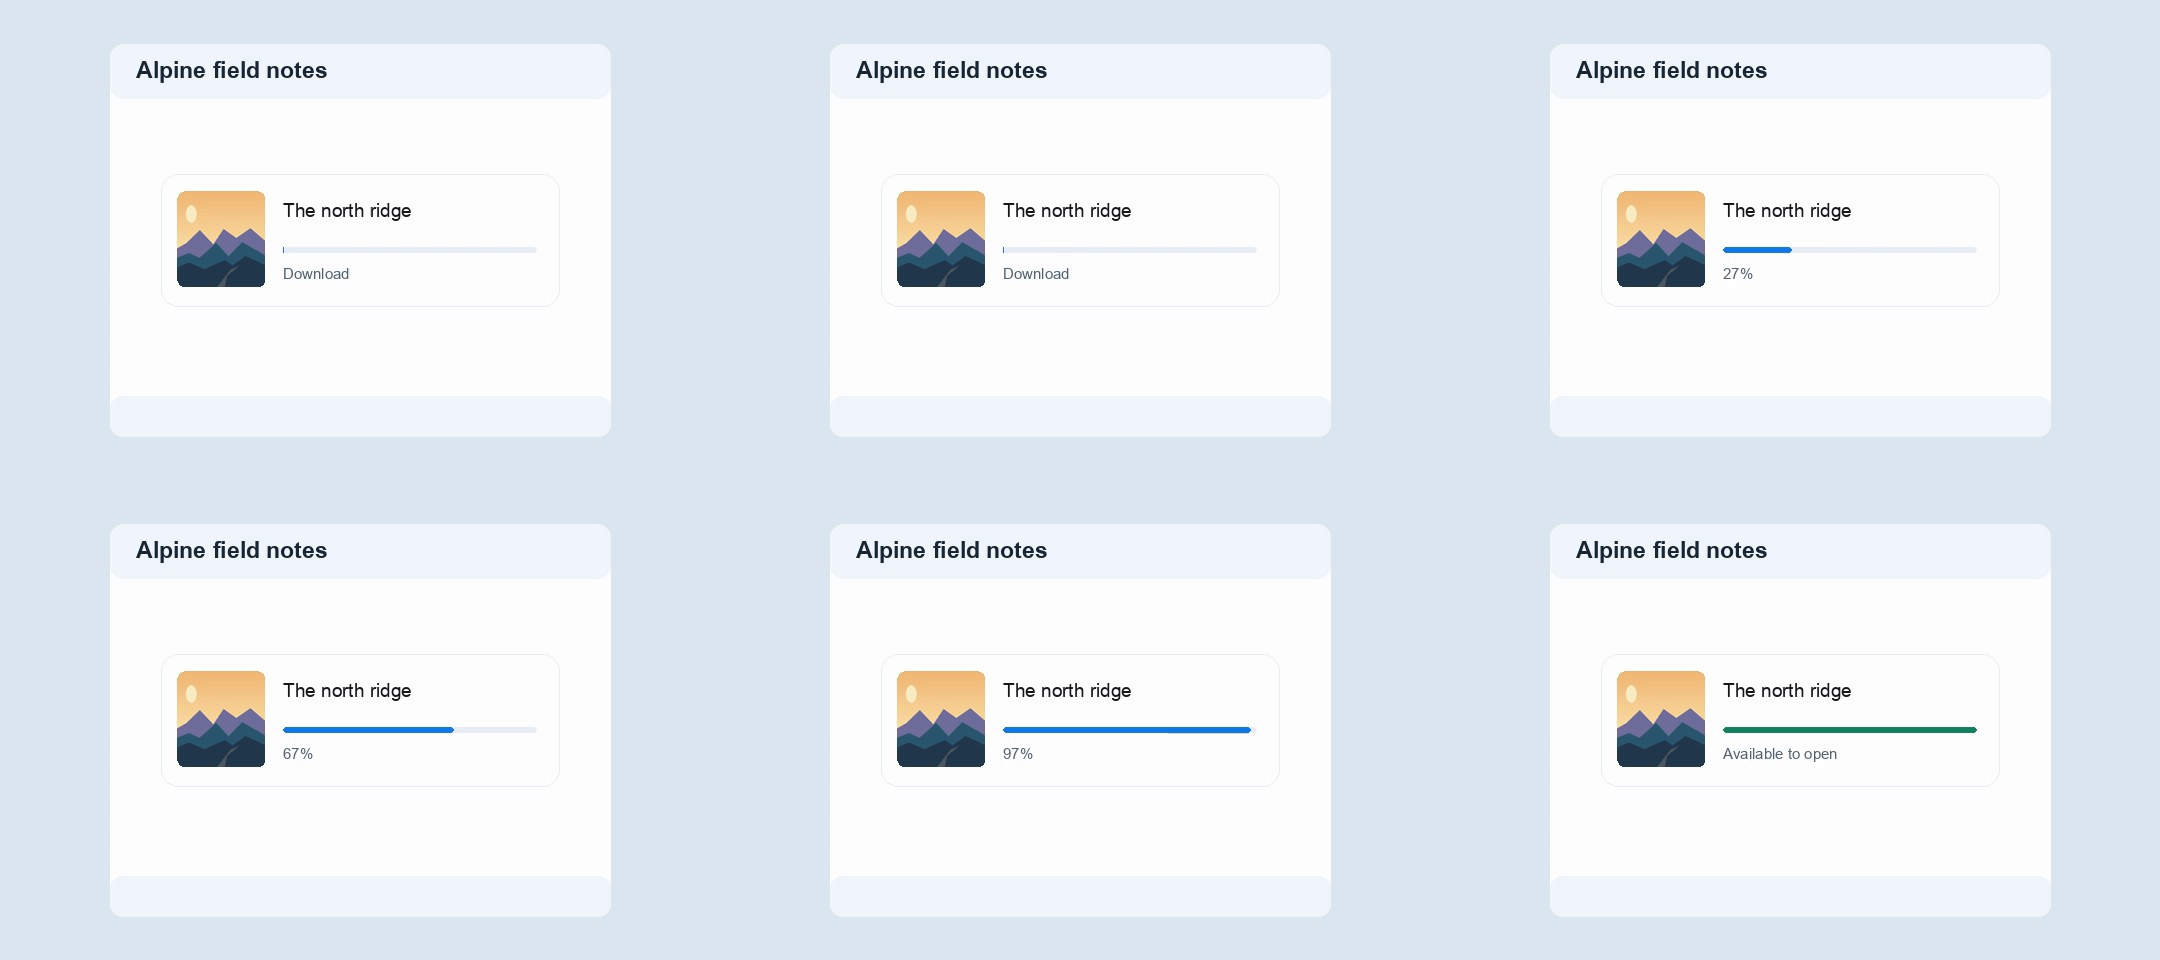 Alpine field notes
The north ridge
Download
Alpine field notes
The north ridge
Download
Alpine field notes
The north ridge
27%
Alpine field notes
The north ridge
67%
Alpine field notes
The north ridge
97%
Alpine field notes
The north ridge
Available to open